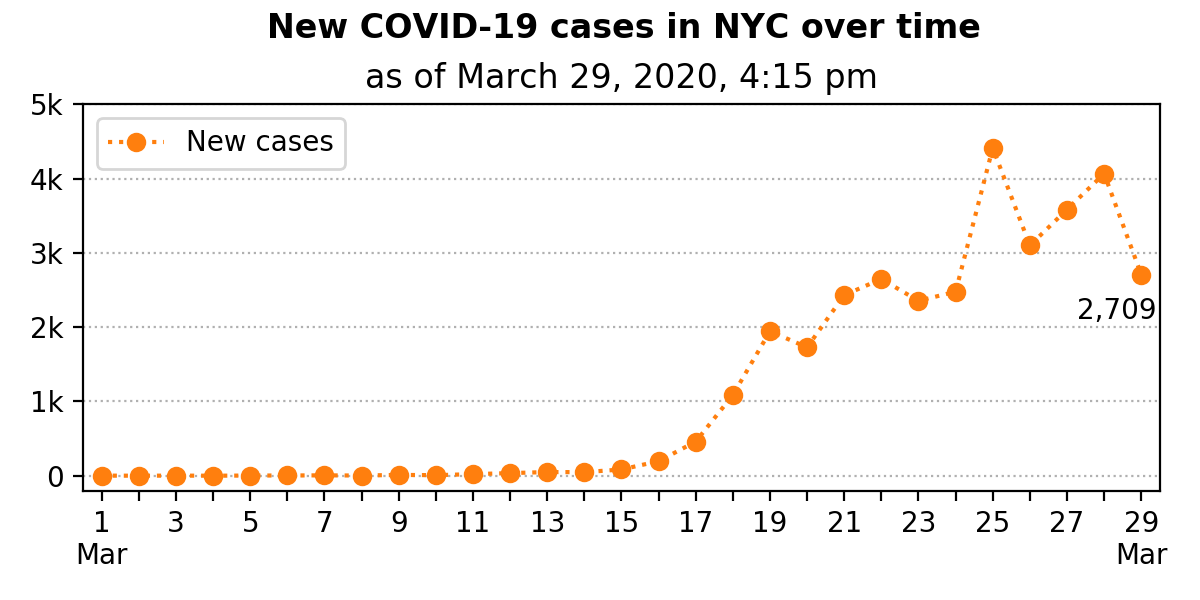 New COVID-19 cases in NYC over time
as of March 29, 2020, 4:15 pm
5k
New cases
4k
3k
2,709
2k
1k
0
1 3 5 7 9 11 13 15 17 19 21 23 25 27 29
Mar Mar